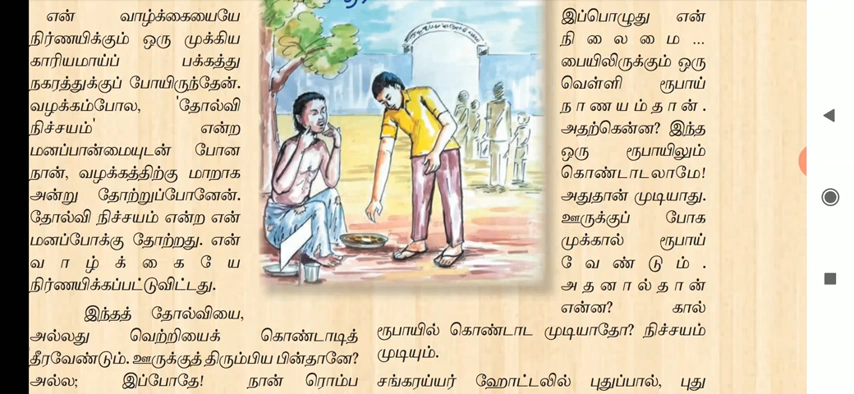 என் வாழ்க்கையையே
நிர்ணயிக்கும் ஒரு முக்கிய
காரியமாய்ப் பக்கத்து
நகரத்துக்குப் போயிருந்தேன்.
வழக்கம்போல, 'தோல்வி
நிச்சயம்' என்ற
மனப்பான்மையுடன் போன
நான், வழக்கத்திற்கு மாறாக
அன்று தோற்றுப்போனேன்.
தோல்வி நிச்சயம் என்ற என்
மனப்போக்கு தோற்றது. என்
வாழ்க்கையே
நிர்ணயிக்கப்பட்டுவிட்டது.
இந்தத் தோல்வியை,
அல்லது வெற்றியைக் கொண்டாடித்
தீரவேண்டும். ஊருக்குத் திரும்பிய பின்தானே?
அல்ல; இப்போதே! நான் ரொம்ப
இப்பொழுது என்
நிலைமை ...
பையிலிருக்கும் ஒரு
வெள்ளி ரூபாய்
நாணயம்தான்.
அதற்கென்ன? இந்த
ஒரு ரூபாயிலும்
கொண்டாடலாமே!
அதுதான் முடியாது.
ஊருக்குப் போக
முக்கால் ரூபாய்
வேண்டும்.
அதனால்தான்
என்ன? கால்
ரூபாயில் கொண்டாட முடியாதோ? நிச்சயம்
முடியும்.
சங்கரய்யர் ஹோட்டலில் புதுப்பால், புது